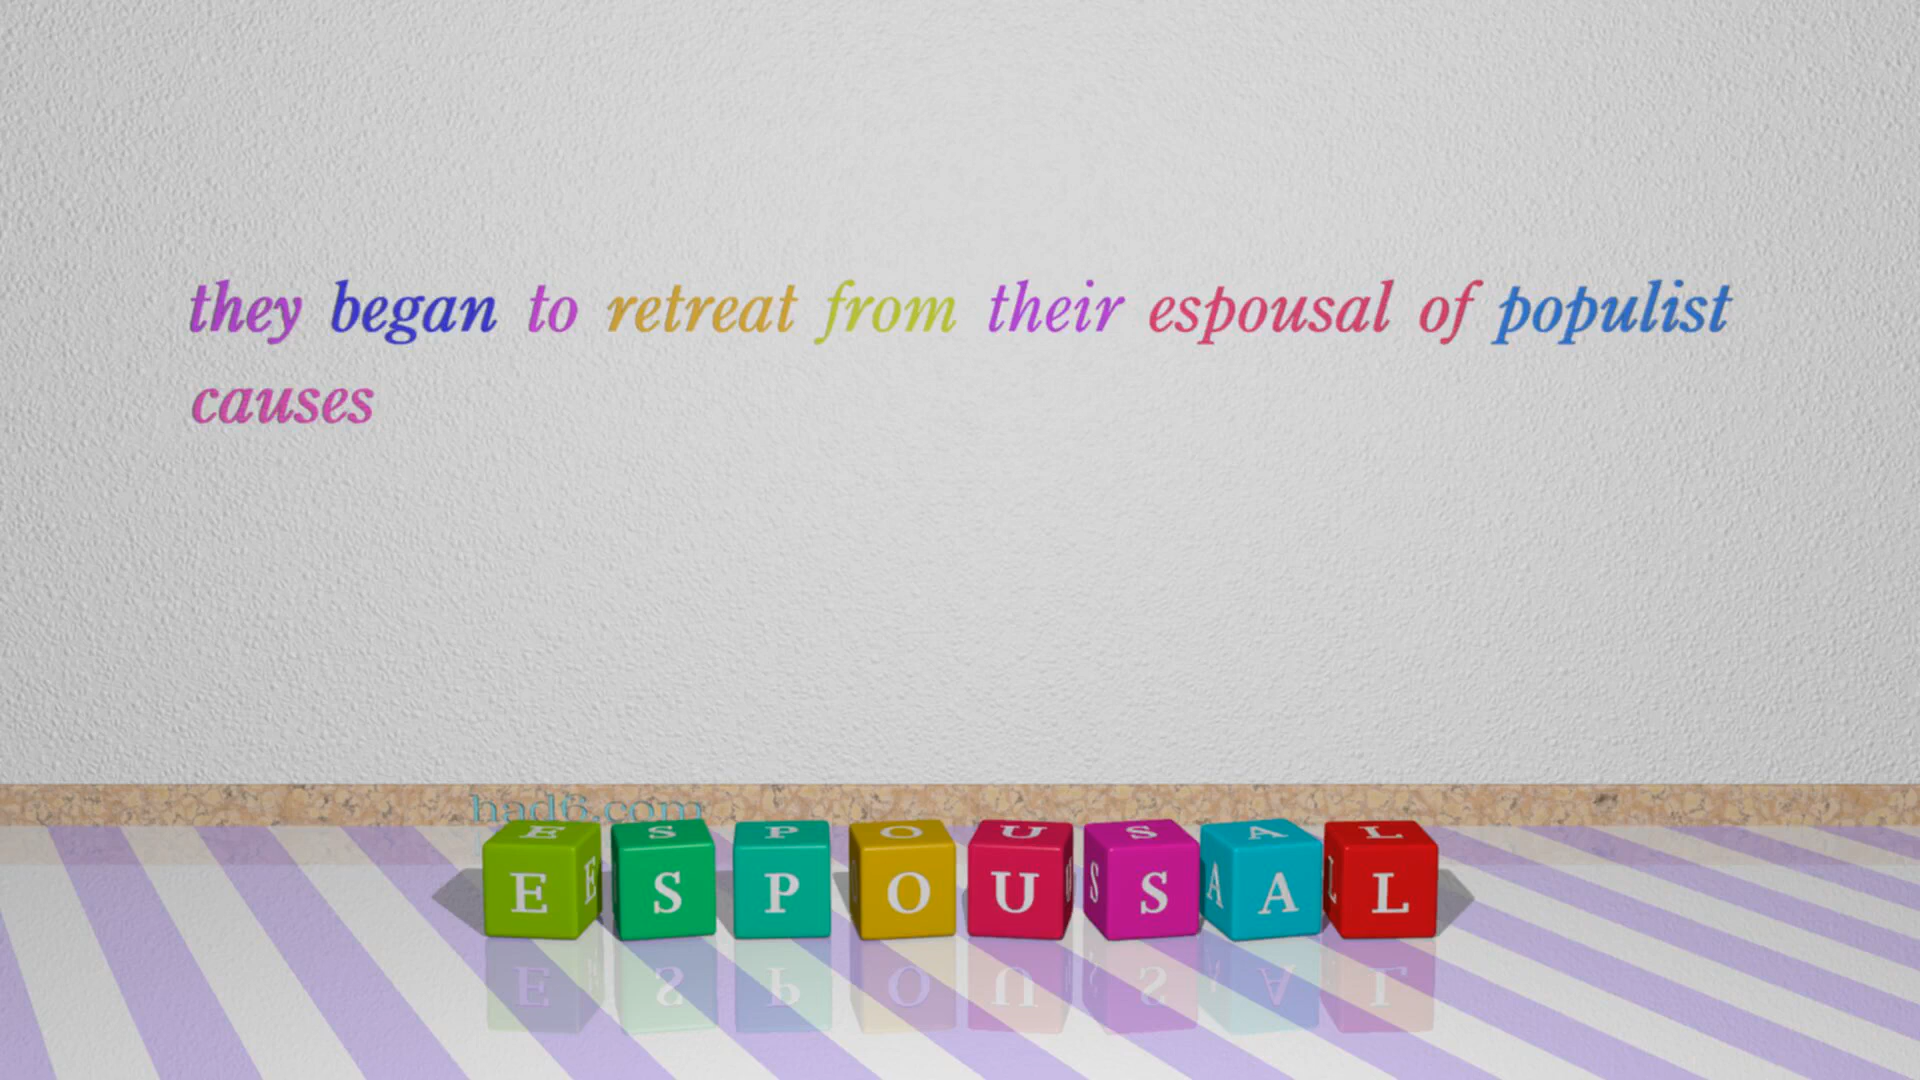 they began to retreat from their espousal of populist
causes
had6.com
ESPOUSAL